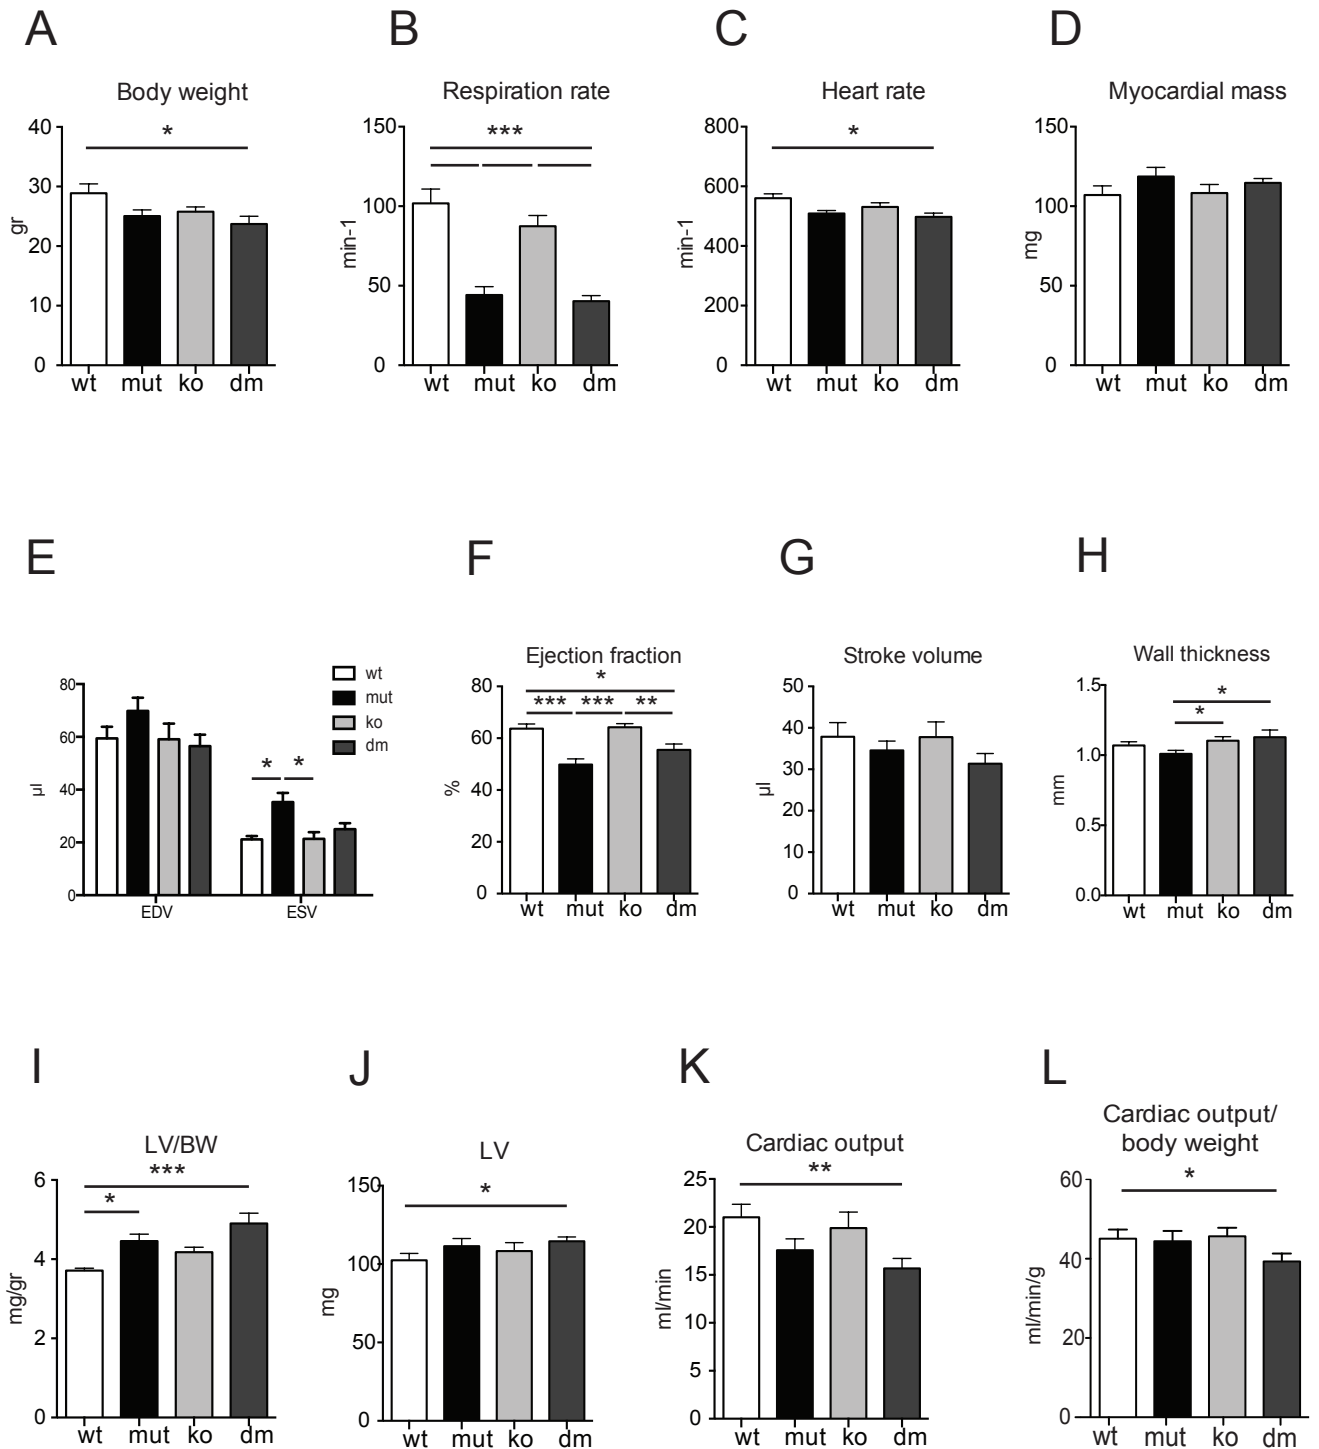 A B C D
Body weight Respiration rate Heart rate Myocardial mass
40 30 20 10 0
gr
*
wt mut ko dm
150 100 50 0
min-1
***
wt mut ko dm
800 600 400 200 0
min-1
*
wt mut ko dm
150 100 50 0
mg
wt mut ko dm
E F G H
80 60 40 20 0
µl
wt
mut
ko
dm
* *
EDV ESV
Ejection fraction
*
*** *** **
80 60 40 20 0
%
wt mut ko dm
Stroke volume
50 40 30 20 10 0
µl
wt mut ko dm
Wall thickness
*
*
1.5 1.0 0.5 0.0
mm
wt mut ko dm
I J K L
LV/BW
***
*
6 4 2 0
mg/gr
wt mut ko dm
LV
*
150 100 50 0
mg
wt mut ko dm
Cardiac output
**
25 20 15 10 5 0
ml/min
wt mut ko dm
Cardiac output/
body weight
*
60 40 20 0
ml/min/g
wt mut ko dm